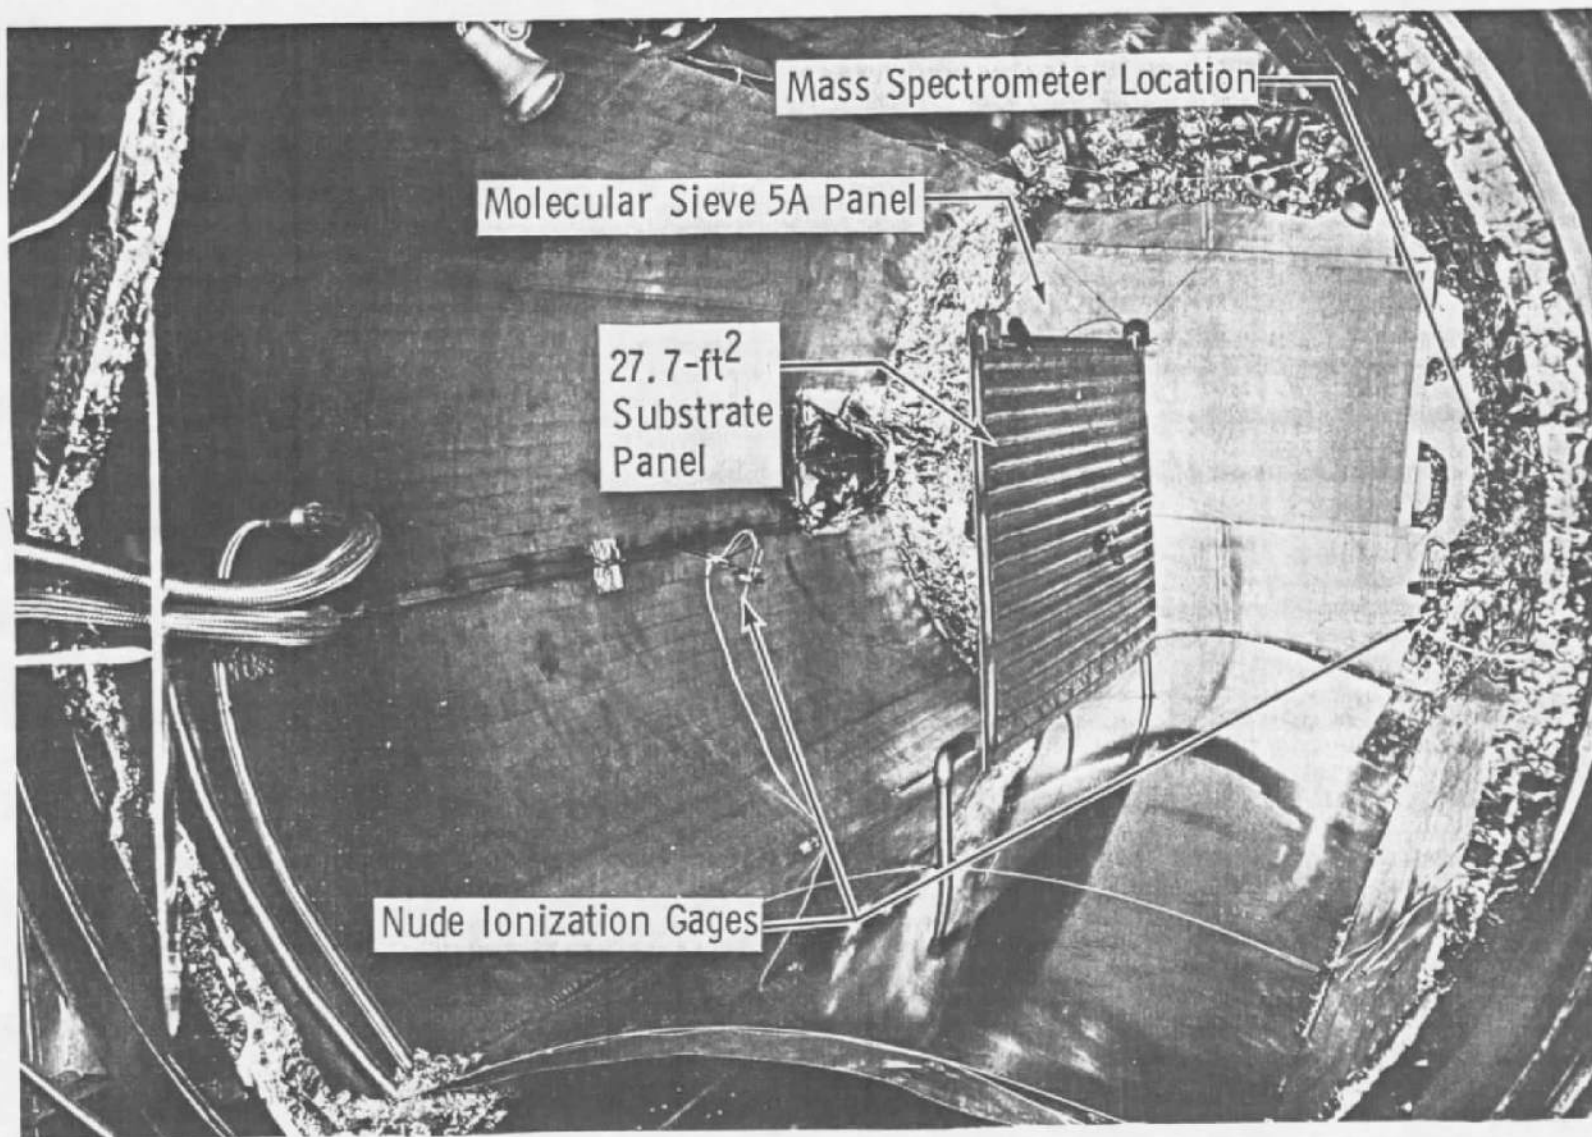 Mass Spectrometer Location
Molecular Sieve 5A Panel
27.7-ft²
Substrate
Panel
Nude Ionization Gages